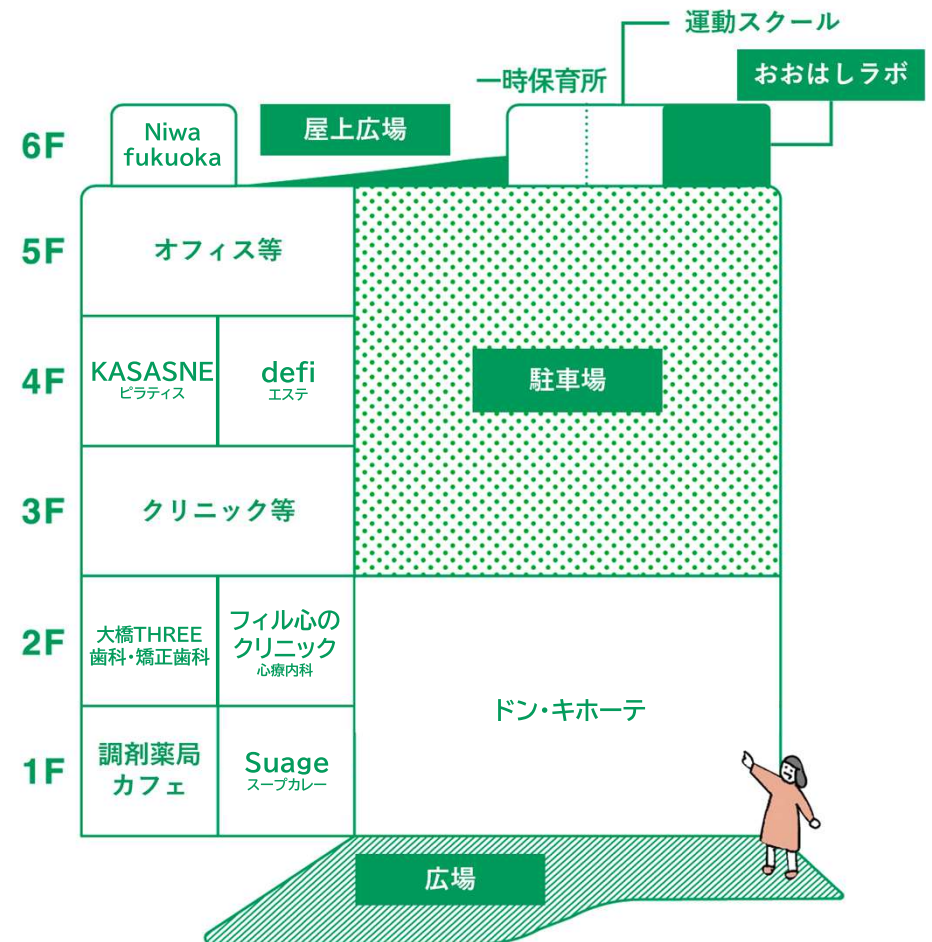 運動スクール
一時保育所
おおはしラボ
6F
Niwa
fukuoka
屋上広場
5F
オフィス等
4F
KASASNE
ピラティス
defi
エステ
駐車場
3F
クリニック等
2F
大橋THREE
歯科・矯正歯科
フィル心の
クリニック
心療内科
ドン・キホーテ
1F
調剤薬局
カフェ
Suage
スープカレー
広場